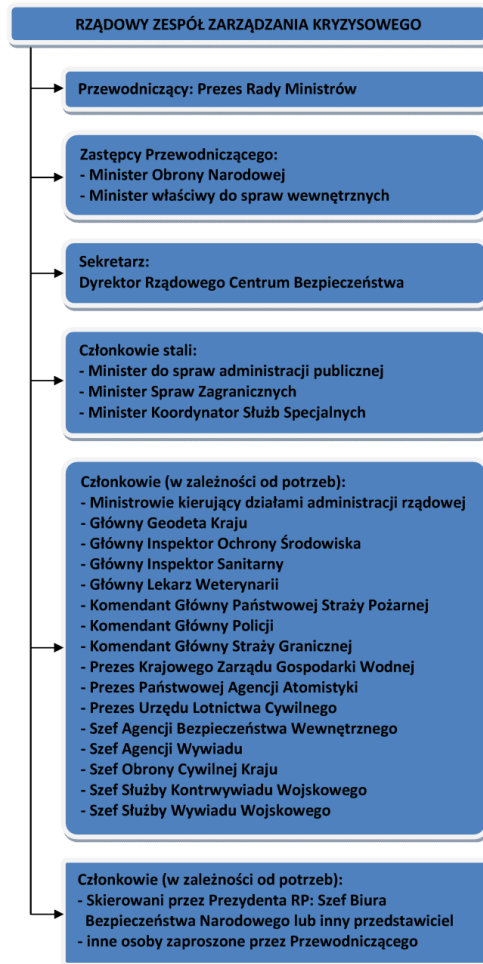 RZĄDOWY ZESPÓŁ ZARZĄDZANIA KRYZYSOWEGO
Przewodniczący: Prezes Rady Ministrów
Zastępcy Przewodniczącego:
- Minister Obrony Narodowej
- Minister właściwy do spraw wewnętrznych
Sekretarz:
Dyrektor Rządowego Centrum Bezpieczeństwa
Członkowie stali:
- Minister do spraw administracji publicznej
- Minister Spraw Zagranicznych
- Minister Koordynator Służb Specjalnych
Członkowie (w zależności od potrzeb):
- Ministrowie kierujący działami administracji rządowej
- Główny Geodeta Kraju
- Główny Inspektor Ochrony Środowiska
- Główny Inspektor Sanitarny
- Główny Lekarz Weterynarii
- Komendant Główny Państwowej Straży Pożarnej
- Komendant Główny Policji
- Komendant Główny Straży Granicznej
- Prezes Krajowego Zarządu Gospodarki Wodnej
- Prezes Państwowej Agencji Atomistyki
- Prezes Urzędu Lotnictwa Cywilnego
- Szef Agencji Bezpieczeństwa Wewnętrznego
- Szef Agencji Wywiadu
- Szef Obrony Cywilnej Kraju
- Szef Służby Kontrwywiadu Wojskowego
- Szef Służby Wywiadu Wojskowego
Członkowie (w zależności od potrzeb):
- Skierowani przez Prezydenta RP: Szef Biura
Bezpieczeństwa Narodowego lub inny przedstawiciel
- inne osoby zaproszone przez Przewodniczącego